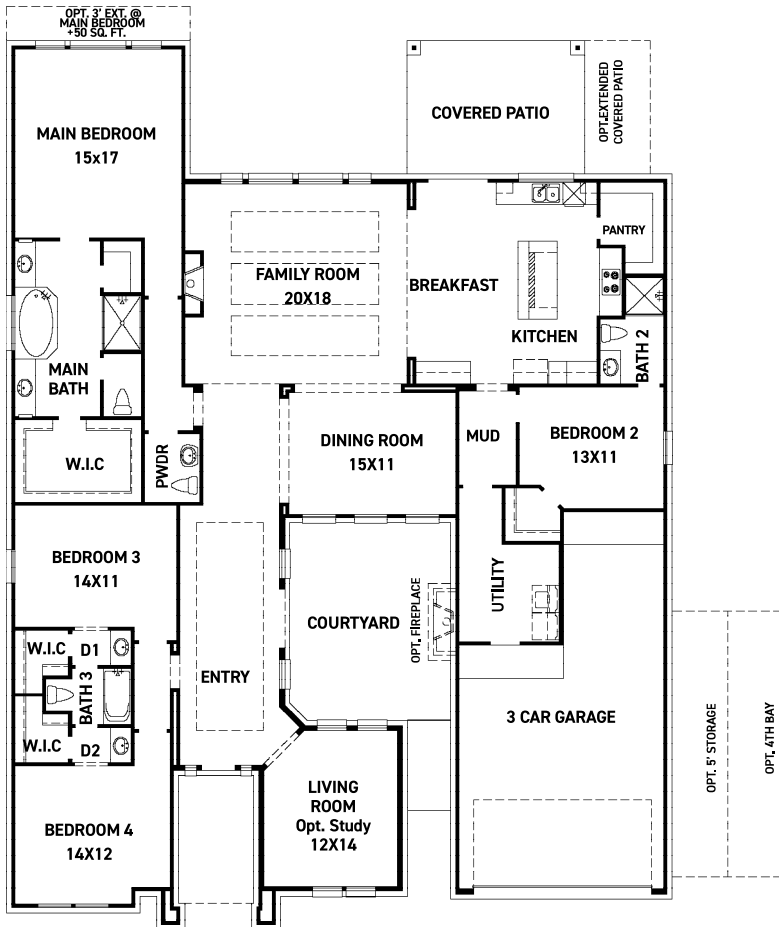 OPT. 3' EXT. @
MAIN BEDROOM
+50 SQ. FT.
MAIN BEDROOM
15x17
COVERED PATIO
OPT.EXTENDED
COVERED PATIO
PANTRY
FAMILY ROOM
20X18
BREAKFAST
KITCHEN
BATH 2
MAIN
BATH
W.I.C
PWDR
DINING ROOM
15X11
MUD
BEDROOM 2
13X11
BEDROOM 3
14X11
UTILITY
OPT. FIREPLACE
COURTYARD
W.I.C
D1
BATH 3
ENTRY
W.I.C
D2
3 CAR GARAGE
OPT. 5' STORAGE
OPT. 4TH BAY
LIVING
ROOM
Opt. Study
12X14
BEDROOM 4
14X12